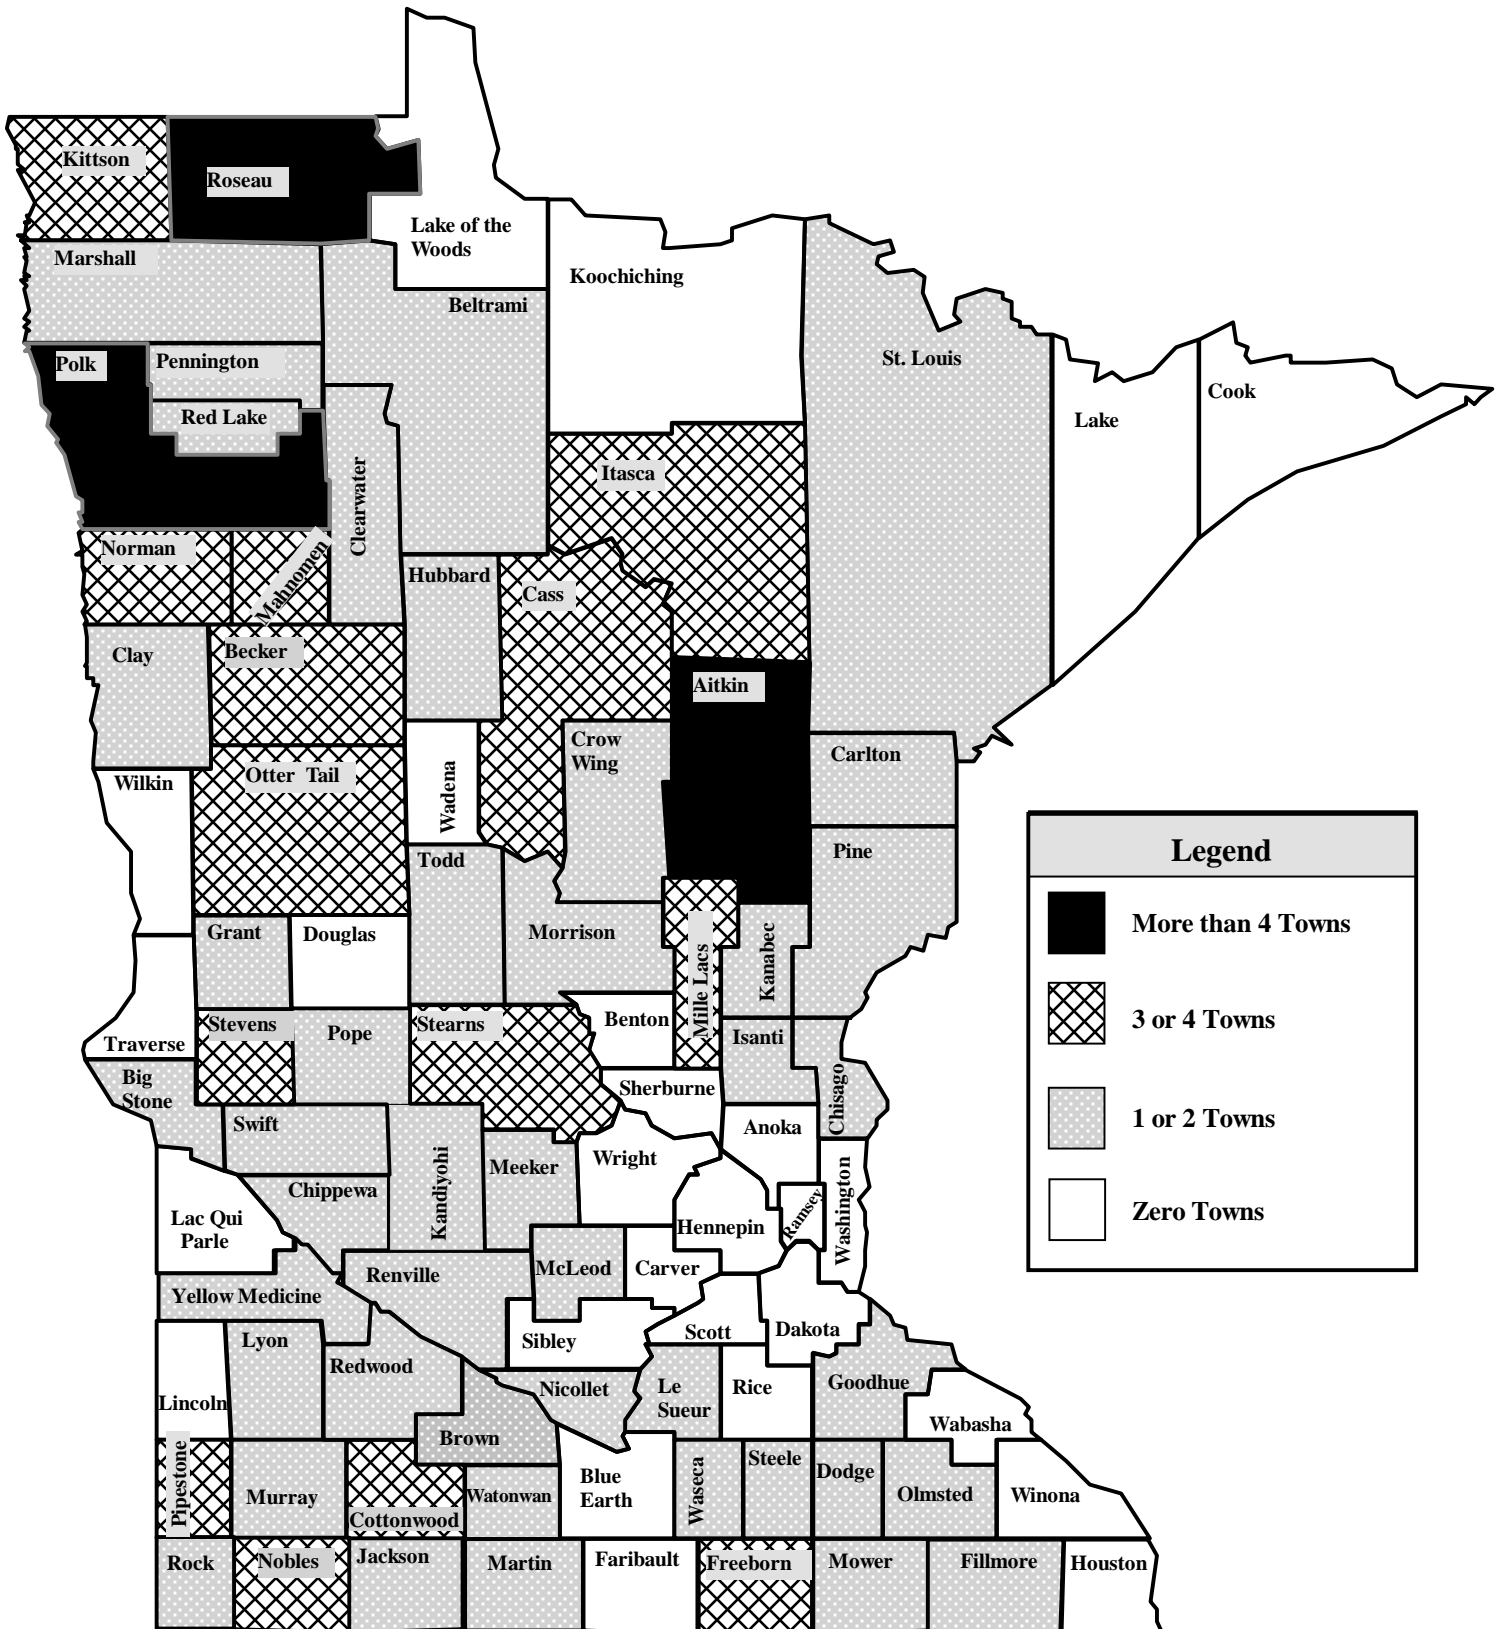 Kittson
Roseau
Lake of the
Woods
Marshall
Koochiching
Beltrami
St. Louis
Polk
Pennington
Red Lake
Cook
Lake
Itasca
Clearwater
Norman
Mahnomen
Hubbard
Cass
Clay
Becker
Aitkin
Crow
Wing
Carlton
Otter Tail
Wilkin
Wadena
Todd
Pine
Legend
More than 4 Towns
3 or 4 Towns
1 or 2 Towns
Zero Towns
Grant
Douglas
Morrison
Mille Lacs
Kanabec
Stevens
Pope
Stearns
Benton
Isanti
Traverse
Big
Stone
Sherburne
Chisago
Swift
Anoka
Kandiyohi
Meeker
Wright
Chippewa
Lac Qui
Parle
Hennepin
Ramsey
Washington
Renville
McLeod
Carver
Yellow Medicine
Lyon
Sibley
Scott
Dakota
Redwood
Lincoln
Nicollet
Le
Sueur
Rice
Goodhue
Wabasha
Brown
Pipestone
Murray
Cottonwood
Watonwan
Blue
Earth
Waseca
Steele
Dodge
Olmsted
Winona
Rock
Nobles
Jackson
Martin
Faribault
Freeborn
Mower
Fillmore
Houston